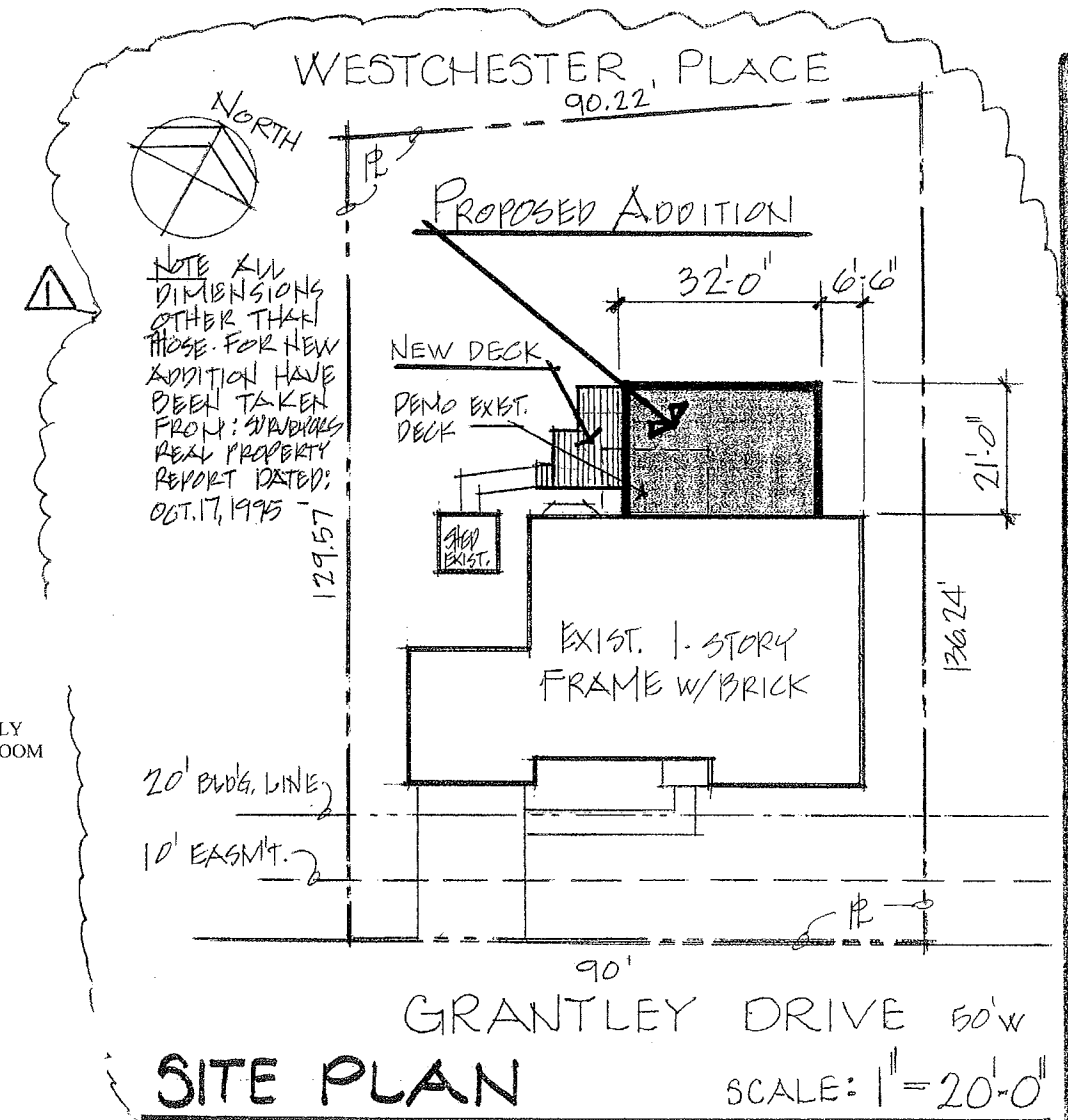 WESTCHESTER PLACE
90.22'
NORTH
PL
PROPOSED ADDITION
32'-0"
6'-6"
1
NOTE ALL
DIMENSIONS
OTHER THAN
THOSE FOR NEW
ADDITION HAVE
BEEN TAKEN
FROM: SURVEYORS
REAL PROPERTY
REPORT DATED:
OCT. 17, 1995
NEW DECK
DEMO EXIST.
DECK
21'-0"
SHED
EXIST.
129.57
136.24'
EXIST. 1-STORY
FRAME W/BRICK
LY
OOM
20' BLDG. LINE
10' EASM'T.
PL
90'
GRANTLEY DRIVE 50'W
SITE PLAN
SCALE: 1" = 20'-0"